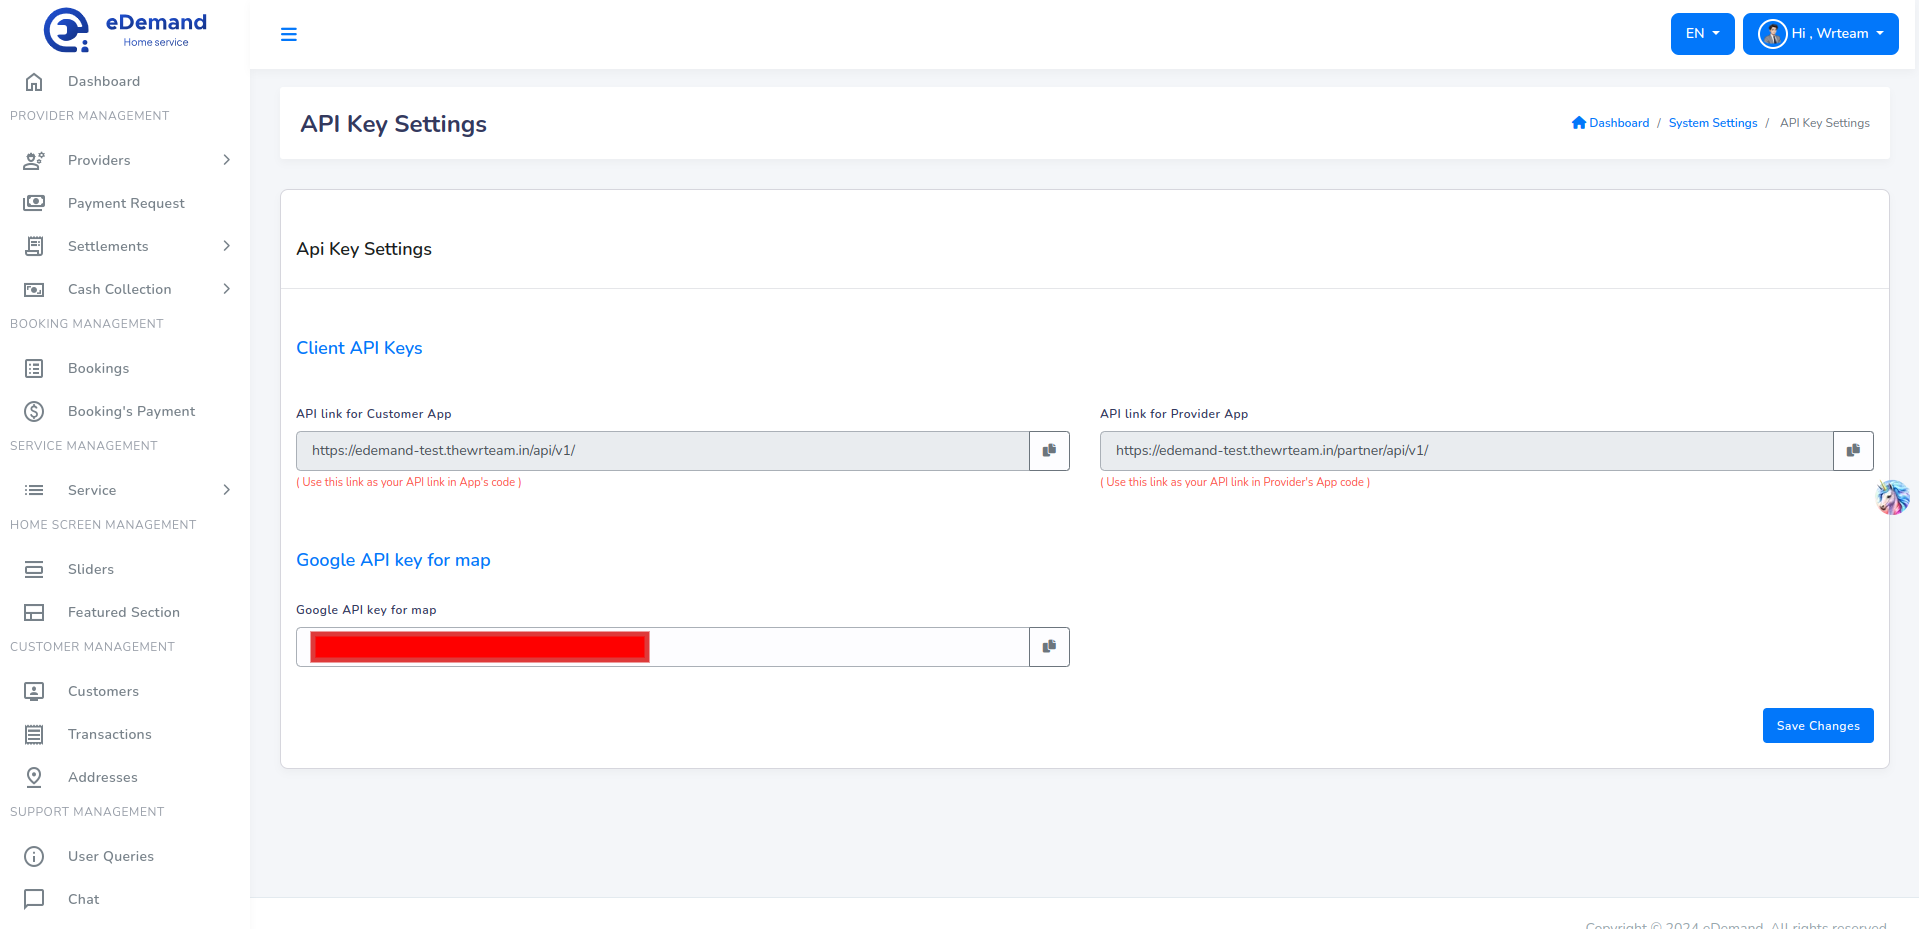 eDemand
Home service
EN
Hi , Wrteam
Dashboard
PROVIDER MANAGEMENT
Providers
Payment Request
Settlements
Cash Collection
BOOKING MANAGEMENT
Bookings
Booking's Payment
SERVICE MANAGEMENT
Service
HOME SCREEN MANAGEMENT
Sliders
Featured Section
CUSTOMER MANAGEMENT
Customers
Transactions
Addresses
SUPPORT MANAGEMENT
User Queries
Chat
API Key Settings
Dashboard / System Settings / API Key Settings
Api Key Settings
Client API Keys
API link for Customer App
https://edemand-test.thewrteam.in/api/v1/
( Use this link as your API link in App's code )
API link for Provider App
https://edemand-test.thewrteam.in/partner/api/v1/
( Use this link as your API link in Provider's App code )
Google API key for map
Google API key for map
Save Changes
Copyright © 2024 eDemand. All rights reserved